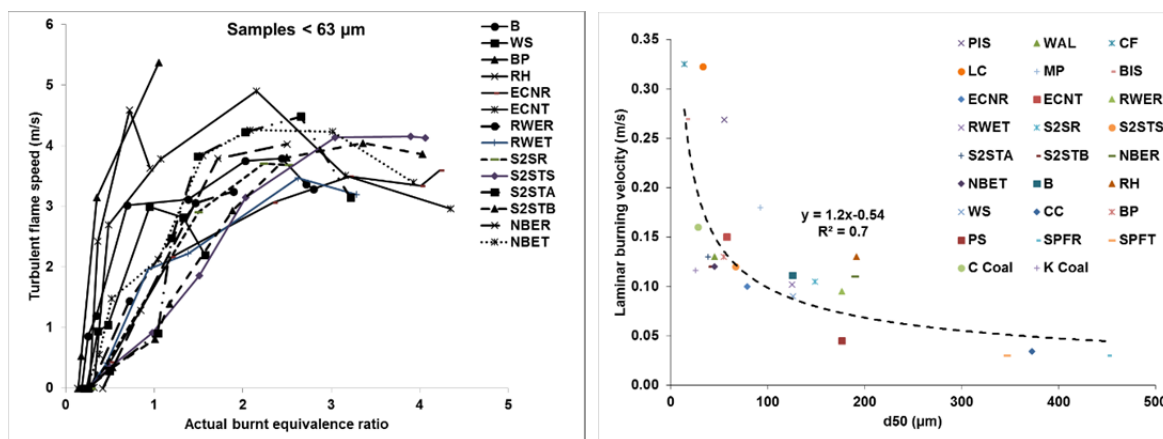 Samples < 63 µm
Turbulent flame speed (m/s)
6
5
4
3
2
1
0
0 1 2 3 4 5
Actual burnt equivalence ratio
B
WS
BP
RH
ECNR
ECNT
RWER
RWET
S2SR
S2STS
S2STA
S2STB
NBER
NBET
Laminar burning velocity (m/s)
0.35
0.30
0.25
0.20
0.15
0.10
0.05
0.00
0 100 200 300 400 500
d50 (µm)
PIS WAL CF
LC MP BIS
ECNR ECNT RWER
RWET S2SR S2STS
S2STA S2STB NBER
NBET B RH
WS CC BP
PS SPFR SPFT
C Coal K Coal
y = 1.2x-0.54
R² = 0.7